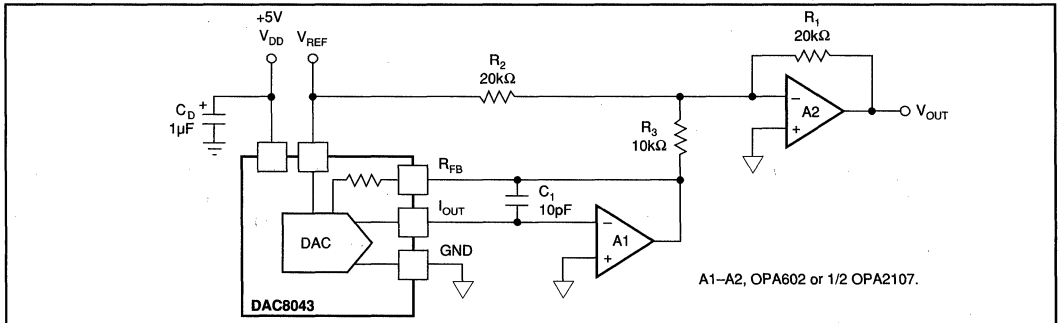 +5V
V_DD
V_REF
C_D +
1µF
R_2
20kΩ
R_1
20kΩ
–
A2
+
V_OUT
R_3
10kΩ
R_FB
C_1
10pF
I_OUT
–
A1
+
DAC
GND
DAC8043
A1–A2, OPA602 or 1/2 OPA2107.